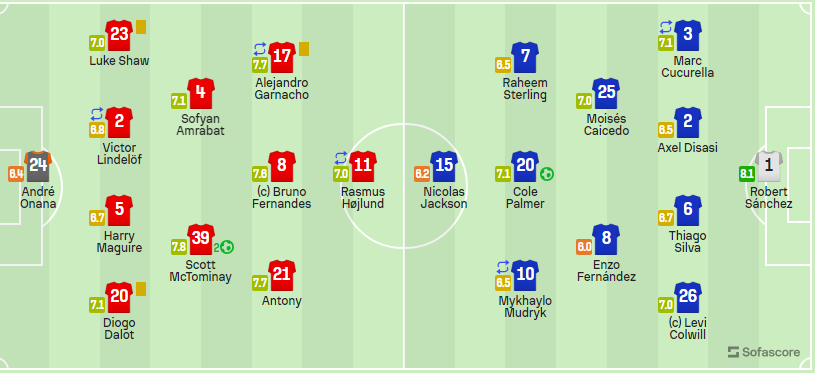 23
7.0
Luke Shaw
17
7.7
Alejandro
Garnacho
4
7.1
Sofyan
Amrabat
2
6.8
Victor
Lindelöf
24
6.4
André
Onana
8
7.6
(c) Bruno
Fernandes
11
7.0
Rasmus
Højlund
5
6.7
Harry
Maguire
39
7.8
2
Scott
McTominay
20
7.1
Diogo
Dalot
21
7.7
Antony
7
6.5
Raheem
Sterling
3
7.1
Marc
Cucurella
25
7.0
Moisés
Caicedo
2
6.5
Axel Disasi
15
6.2
Nicolas
Jackson
20
7.1
Cole
Palmer
1
8.1
Robert
Sánchez
6
6.7
Thiago
Silva
8
6.0
Enzo
Fernández
10
6.5
Mykhaylo
Mudryk
26
7.0
(c) Levi
Colwill
Sofascore